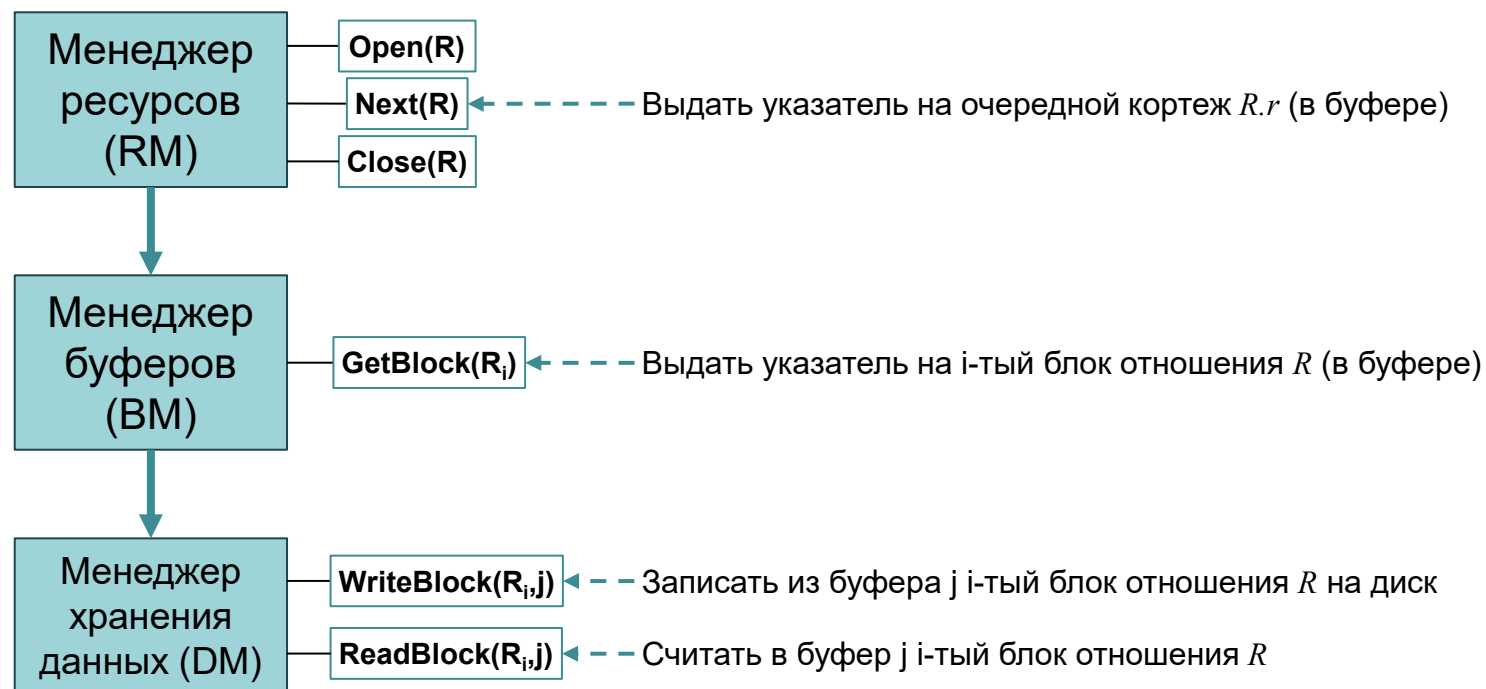 Менеджер
ресурсов
(RM)
Open(R)
Next(R)
Выдать указатель на очередной кортеж R.r (в буфере)
Close(R)
Менеджер
буферов
(BM)
GetBlock(Ri)
Выдать указатель на i-тый блок отношения R (в буфере)
Менеджер
хранения
данных (DM)
WriteBlock(Ri,j)
Записать из буфера j i-тый блок отношения R на диск
ReadBlock(Ri,j)
Считать в буфер j i-тый блок отношения R